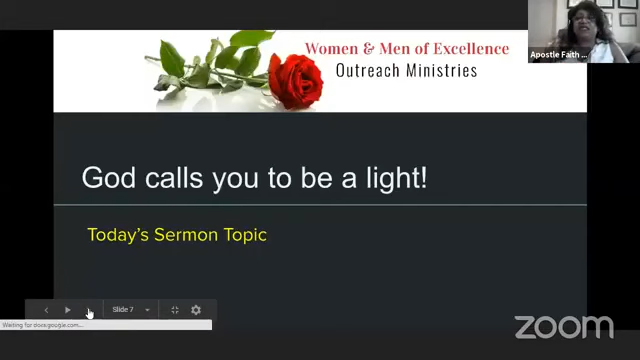 Women & Men of Excellence
Outreach Ministries
Apostle Faith ...
God calls you to be a light!
Today's Sermon Topic
Slide 7
Waiting for docs.google.com...
zoom